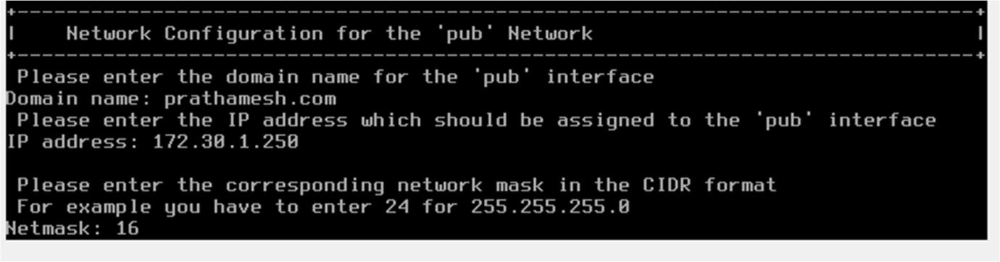 +------------------------------------------------------------------------------+
|    Network Configuration for the 'pub' Network                               |
+------------------------------------------------------------------------------+
Please enter the domain name for the 'pub' interface
Domain name: prathamesh.com
Please enter the IP address which should be assigned to the 'pub' interface
IP address: 172.30.1.250
Please enter the corresponding network mask in the CIDR format
For example you have to enter 24 for 255.255.255.0
Netmask: 16